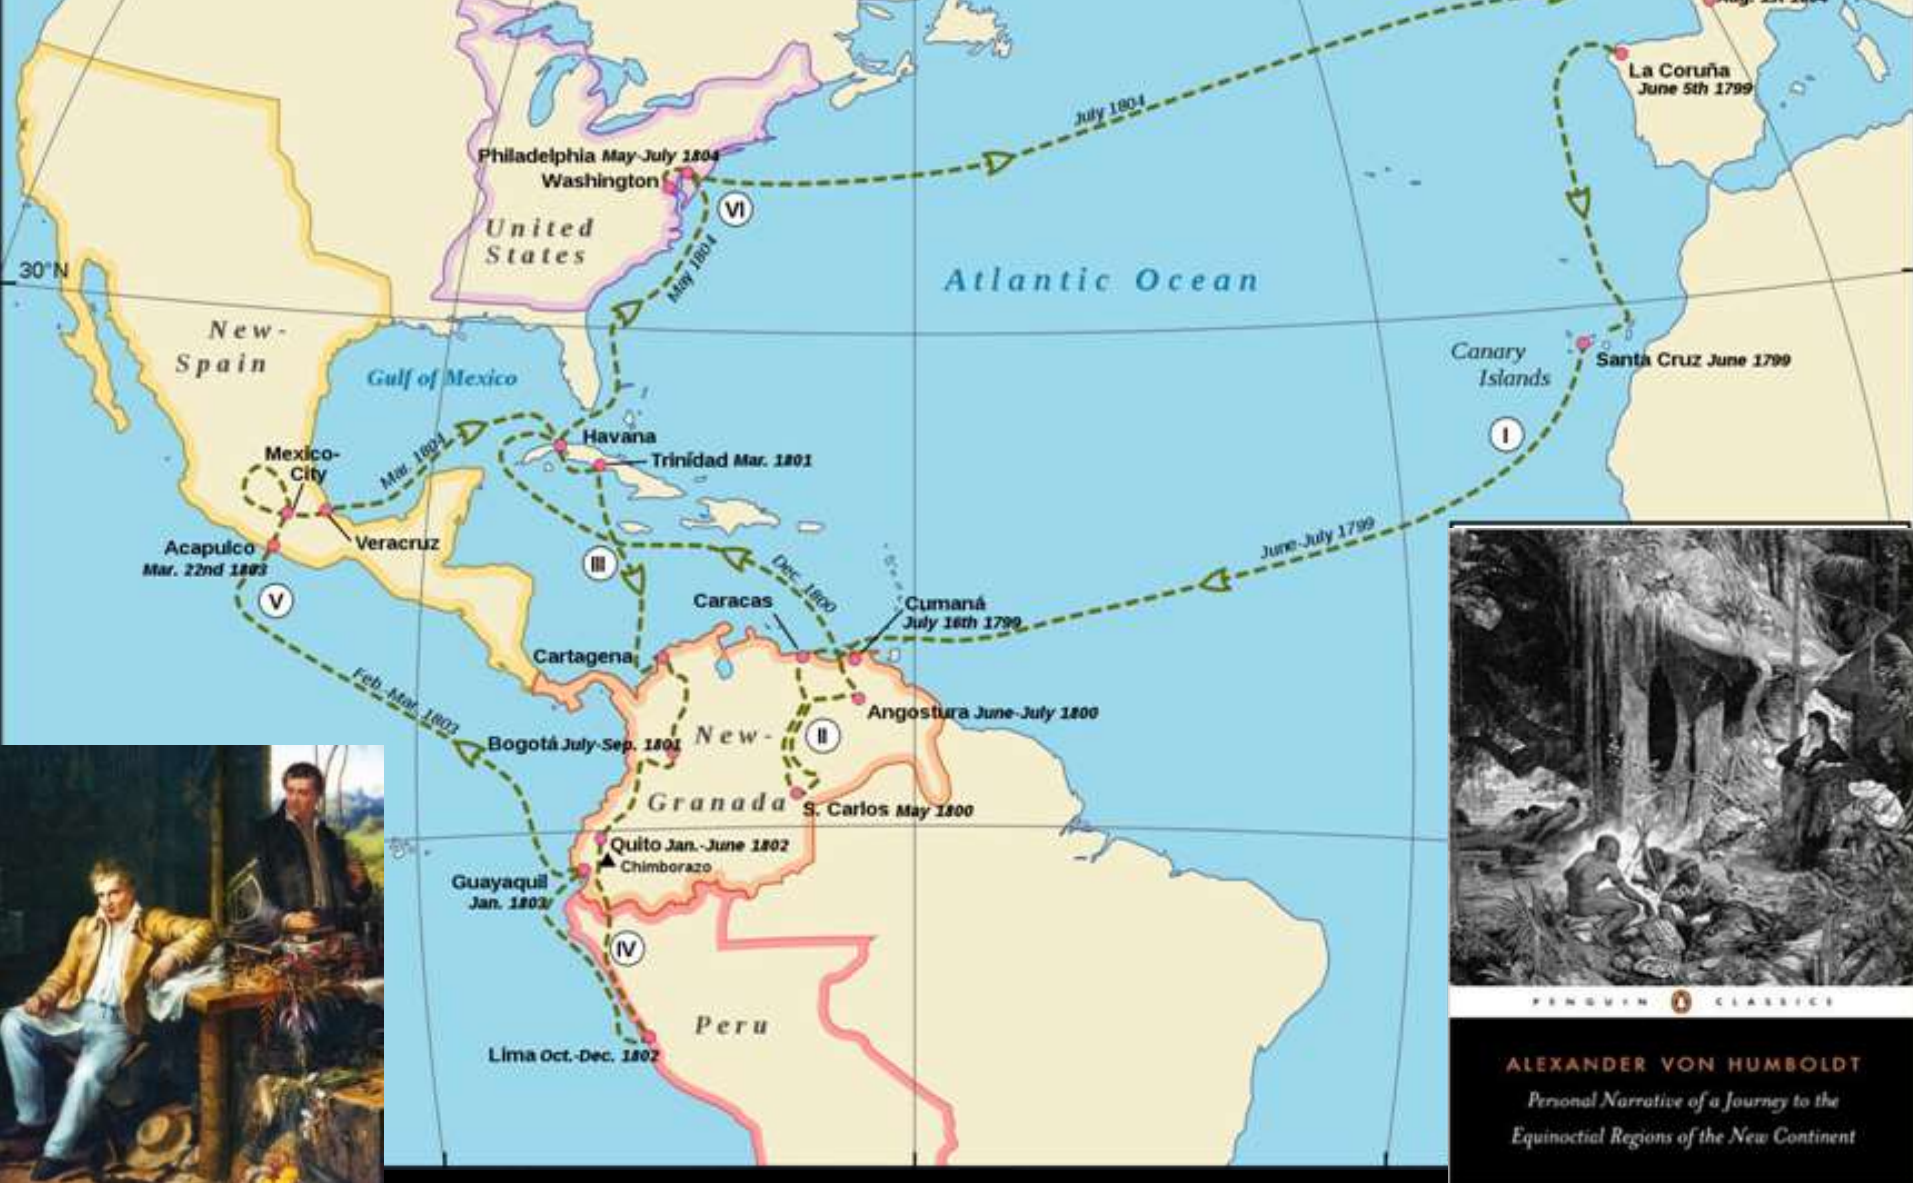 La Coruña
June 5th 1799
July 1804
Philadelphia May-July 1804
Washington
VI
United
States
May 1804
30°N
Atlantic Ocean
New-
Spain
Gulf of Mexico
Canary
Islands
Santa Cruz June 1799
I
Havana
Trinídad Mar. 1801
Mexico-
City
Mar. 1804
Veracruz
Acapulco
Mar. 22nd 1803
V
III
Dec. 1800
June-July 1799
Caracas
Cumaná
July 16th 1799
Cartagena
Feb.-Mar. 1803
Angostura June-July 1800
Bogotá July-Sep. 1801
New-
II
Granada
S. Carlos May 1800
Quito Jan.-June 1802
Chimborazo
Guayaquil
Jan. 1803
IV
Peru
Lima Oct.-Dec. 1802
PENGUIN CLASSICS
ALEXANDER VON HUMBOLDT
Personal Narrative of a Journey to the
Equinoctial Regions of the New Continent